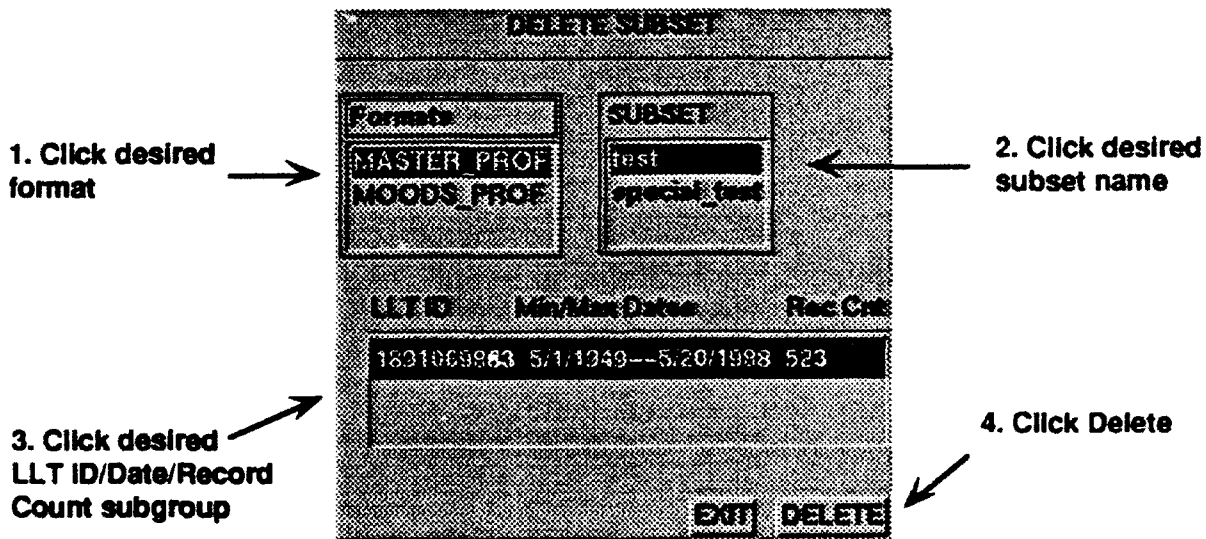 DELETE SUBSET
Formats
SUBSET
1. Click desired
format
MASTER_PROF
MOODS_PROF
test
special_test
2. Click desired
subset name
LLT ID Min/Max Dates Rec Cnt
5/1/1949--5/20/1988 523
3. Click desired
LLT ID/Date/Record
Count subgroup
4. Click Delete
EXIT DELETE